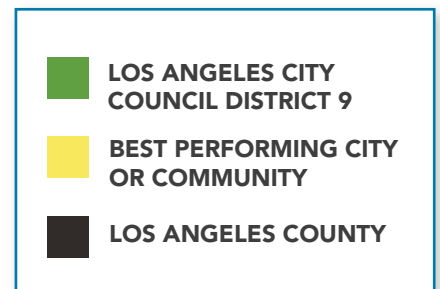 LOS ANGELES CITY
COUNCIL DISTRICT 9
BEST PERFORMING CITY
OR COMMUNITY
LOS ANGELES COUNTY